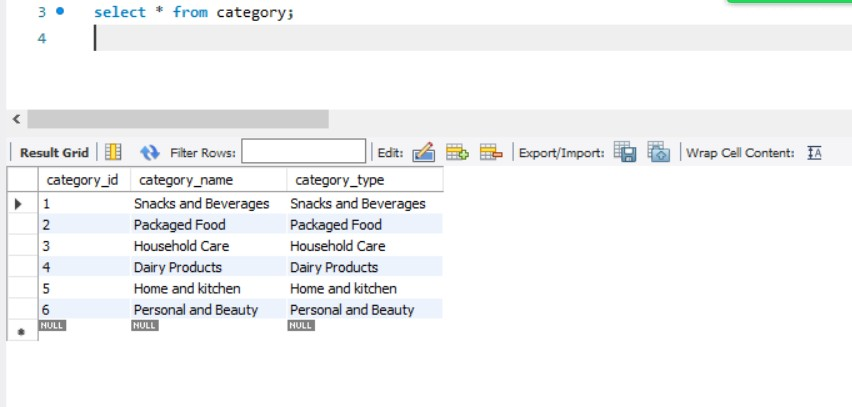 3 select * from category;
4
Result Grid Filter Rows: Edit: Export/Import: Wrap Cell Content: IA
category_id category_name category_type
1 Snacks and Beverages Snacks and Beverages
2 Packaged Food Packaged Food
3 Household Care Household Care
4 Dairy Products Dairy Products
5 Home and kitchen Home and kitchen
6 Personal and Beauty Personal and Beauty
NULL NULL NULL